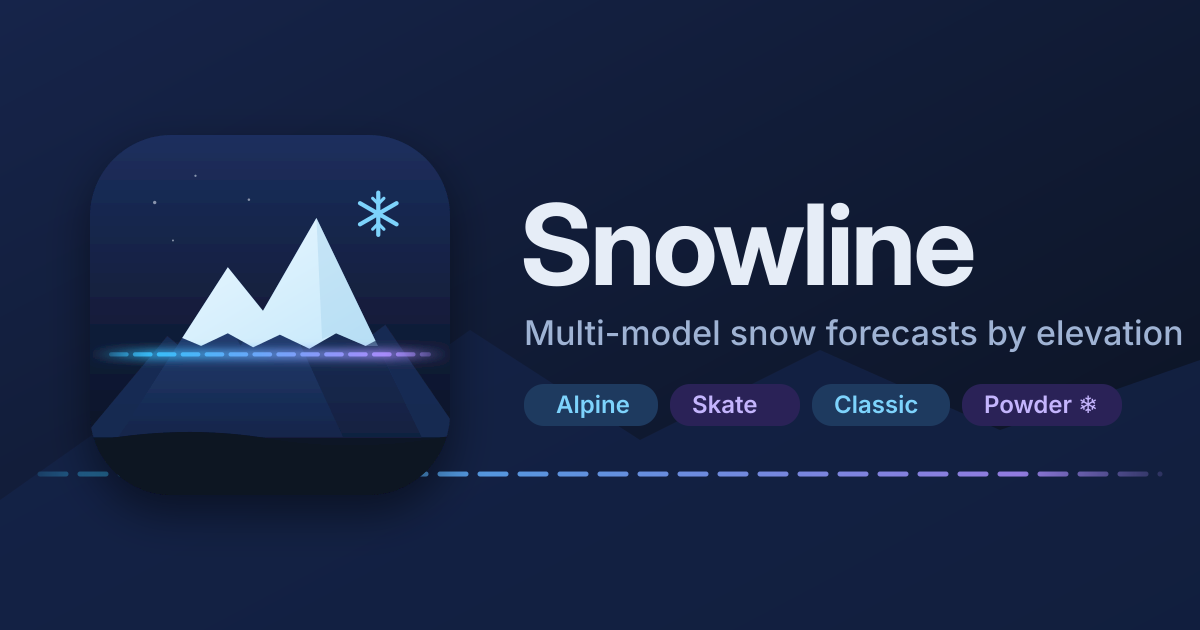 Snowline
Multi-model snow forecasts by elevation
Alpine Skate Classic Powder ❄